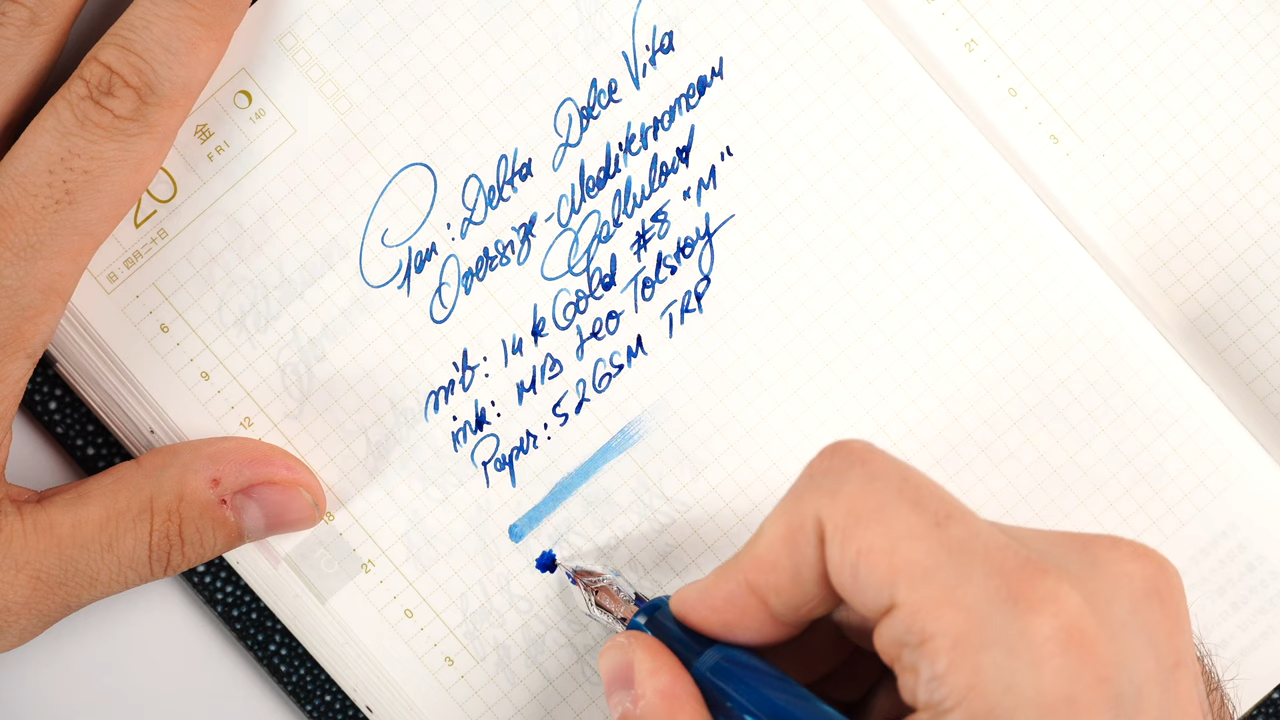 Pen: Delta Dolce Vita
Oversize - Mediterranean
Celluloid
nib: 14k Gold #8 "M"
ink: MB Leo Tolstoy
Paper: 52GSM TRP
20
金
FRI
140
旧:四月二十日
6
9
12
18
21
0
3
21
0
3